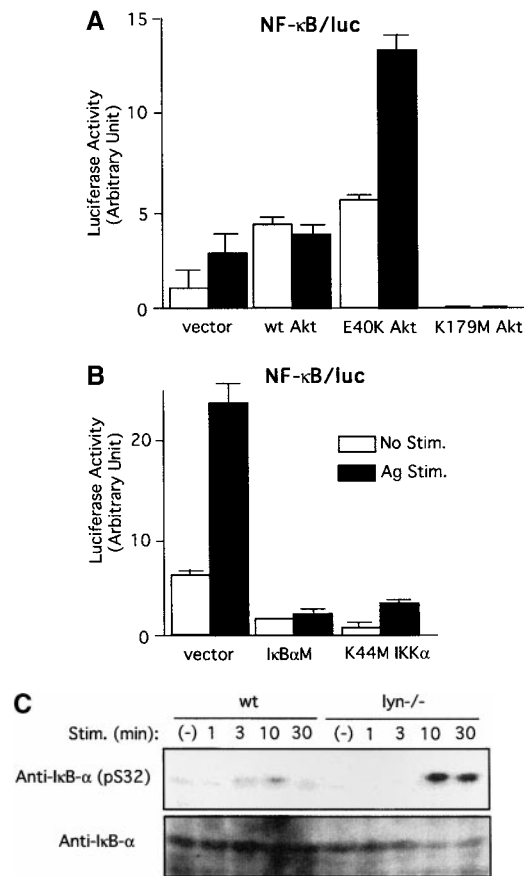 A
NF-κB/luc
Luciferase Activity
(Arbitrary Unit)
15
10
5
0
vector wt Akt E40K Akt K179M Akt
B
NF-κB/luc
Luciferase Activity
(Arbitrary Unit)
20
10
0
No Stim.
Ag Stim.
vector IκBαM K44M IKKα
C
wt lyn-/-
Stim. (min): (-) 1 3 10 30 (-) 1 3 10 30
Anti-IκB-α (pS32)
Anti-IκB-α